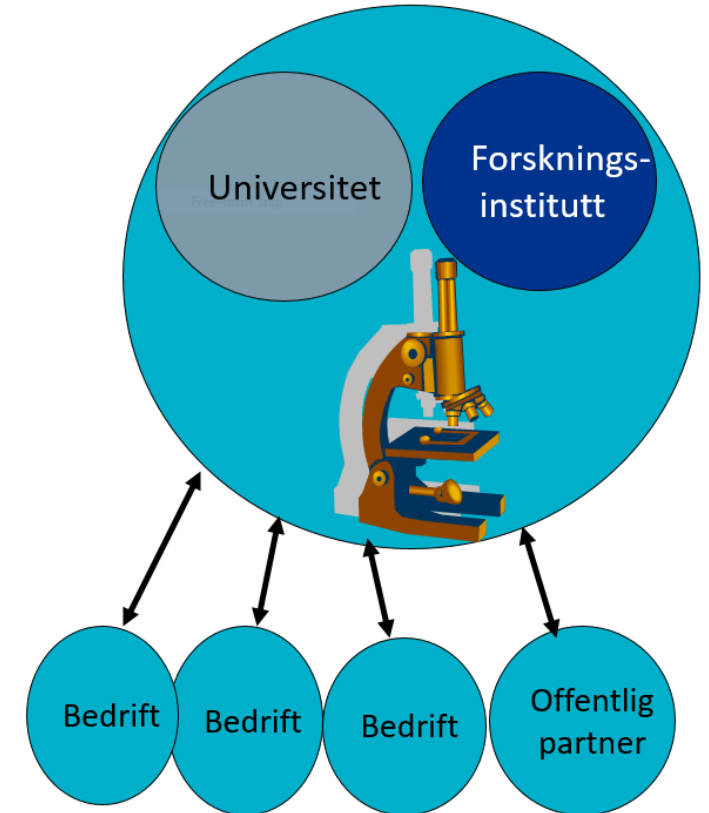 Universitet
Forsknings-
institutt
Bedrift
Bedrift
Bedrift
Offentlig
partner